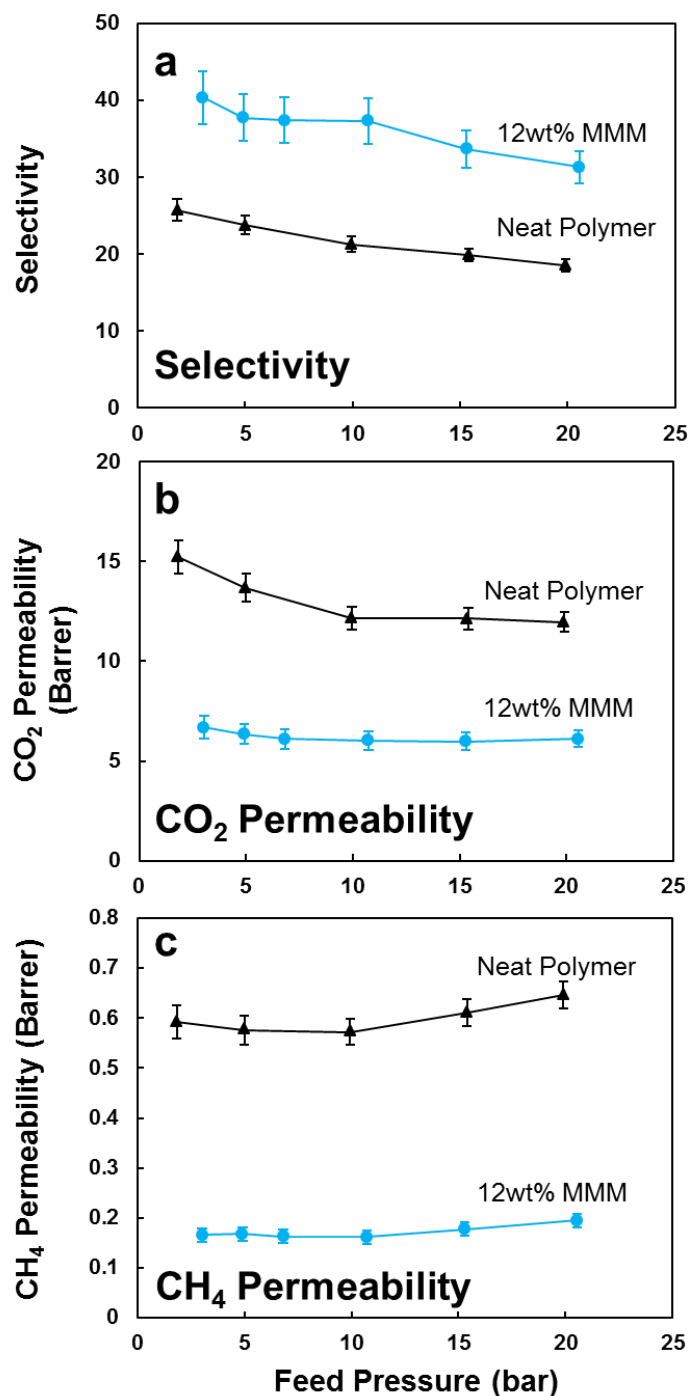 a
50
40
30
20
10
0
Selectivity
12wt% MMM
Neat Polymer
Selectivity
0 5 10 15 20 25
b
20
15
10
5
0
CO₂ Permeability
(Barrer)
Neat Polymer
12wt% MMM
CO₂ Permeability
0 5 10 15 20 25
c
0.8
0.7
0.6
0.5
0.4
0.3
0.2
0.1
0
CH₄ Permeability (Barrer)
Neat Polymer
12wt% MMM
CH₄ Permeability
0 5 10 15 20 25
Feed Pressure (bar)